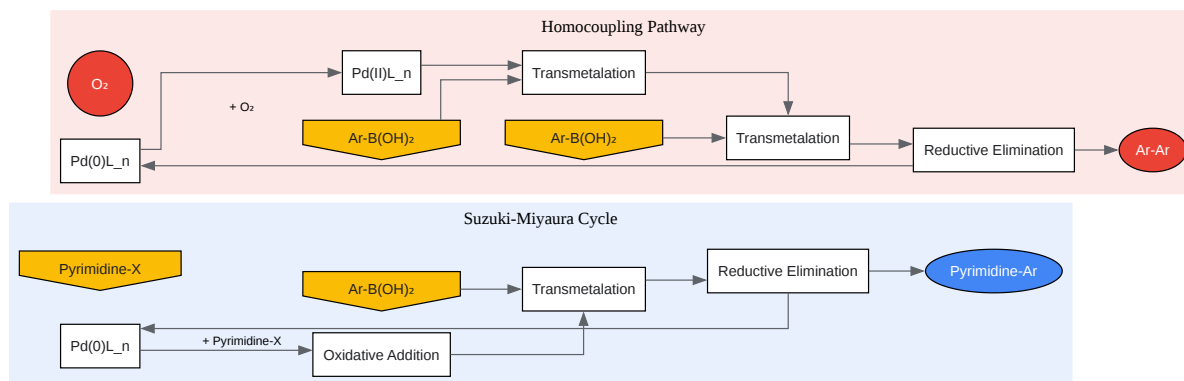 Homocoupling Pathway
O₂
Pd(II)L_n
Transmetalation
+ O₂
Ar-B(OH)₂
Ar-B(OH)₂
Transmetalation
Pd(0)L_n
Reductive Elimination
Ar-Ar
Suzuki-Miyaura Cycle
Pyrimidine-X
Ar-B(OH)₂
Transmetalation
Reductive Elimination
Pyrimidine-Ar
Pd(0)L_n
+ Pyrimidine-X
Oxidative Addition